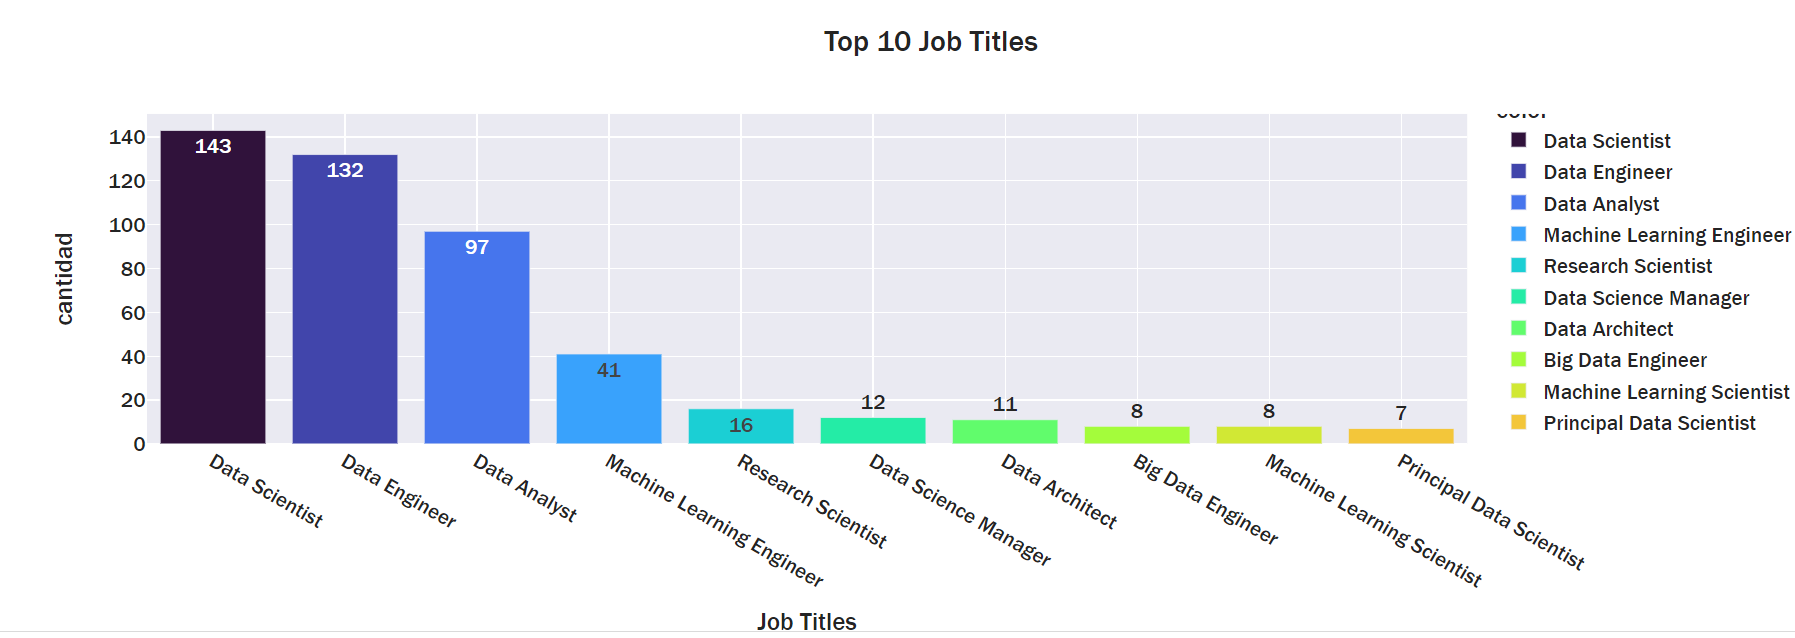 Top 10 Job Titles
cantidad
140
120
100
80
60
40
20
0
143
132
97
41
16
12
11
8
8
7
Data Scientist
Data Engineer
Data Analyst
Machine Learning Engineer
Research Scientist
Data Science Manager
Data Architect
Big Data Engineer
Machine Learning Scientist
Principal Data Scientist
Job Titles
color
Data Scientist
Data Engineer
Data Analyst
Machine Learning Engineer
Research Scientist
Data Science Manager
Data Architect
Big Data Engineer
Machine Learning Scientist
Principal Data Scientist